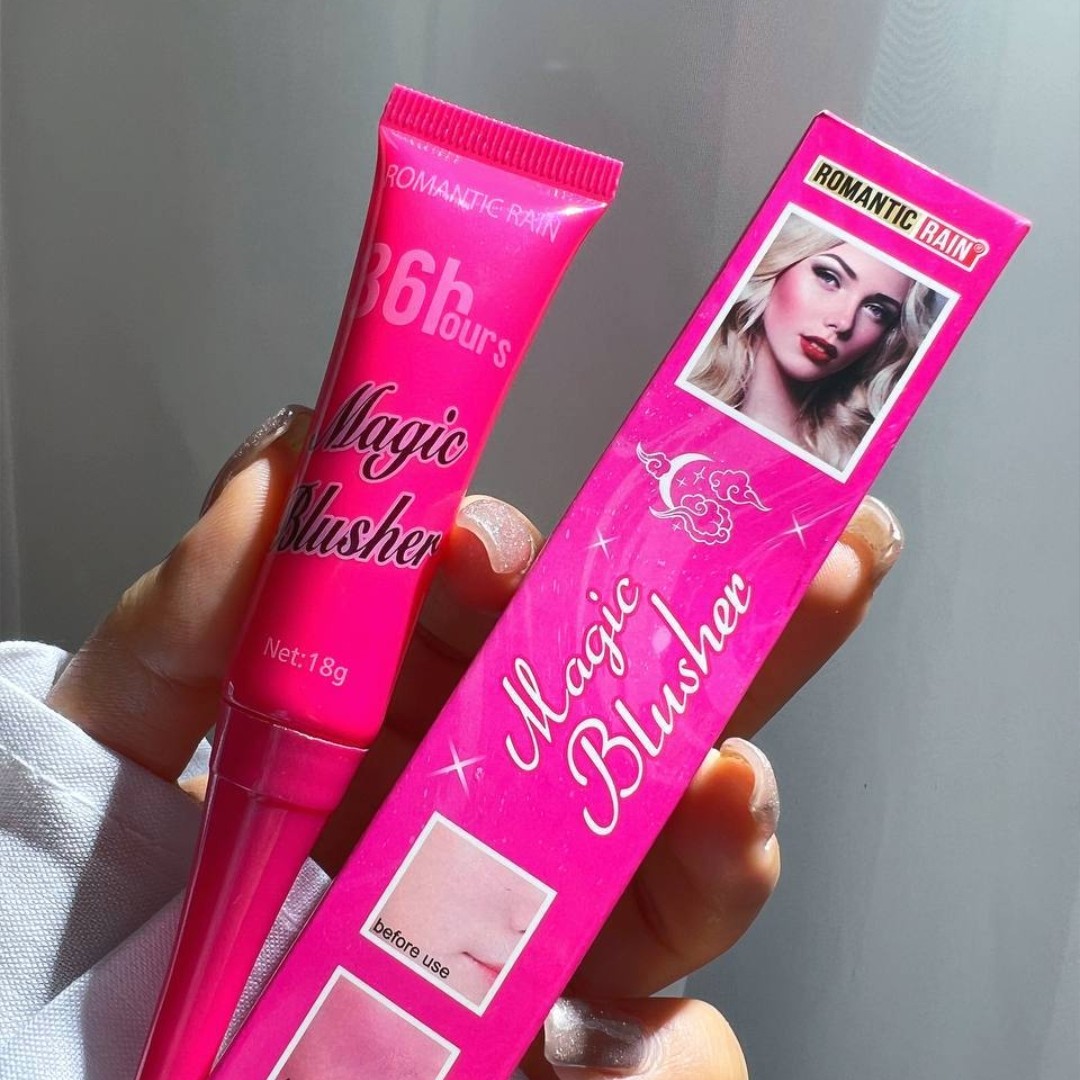 ROMANTIC RAIN
36hours
Magic
Blusher
Net:18g
ROMANTIC RAIN®
Magic
Blusher
before use